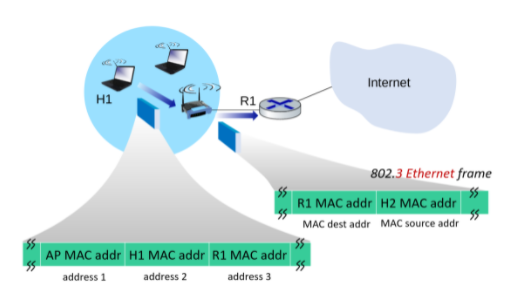 H1
R1
Internet
802.3 Ethernet frame
R1 MAC addr H2 MAC addr
MAC dest addr MAC source addr
AP MAC addr H1 MAC addr R1 MAC addr
address 1 address 2 address 3